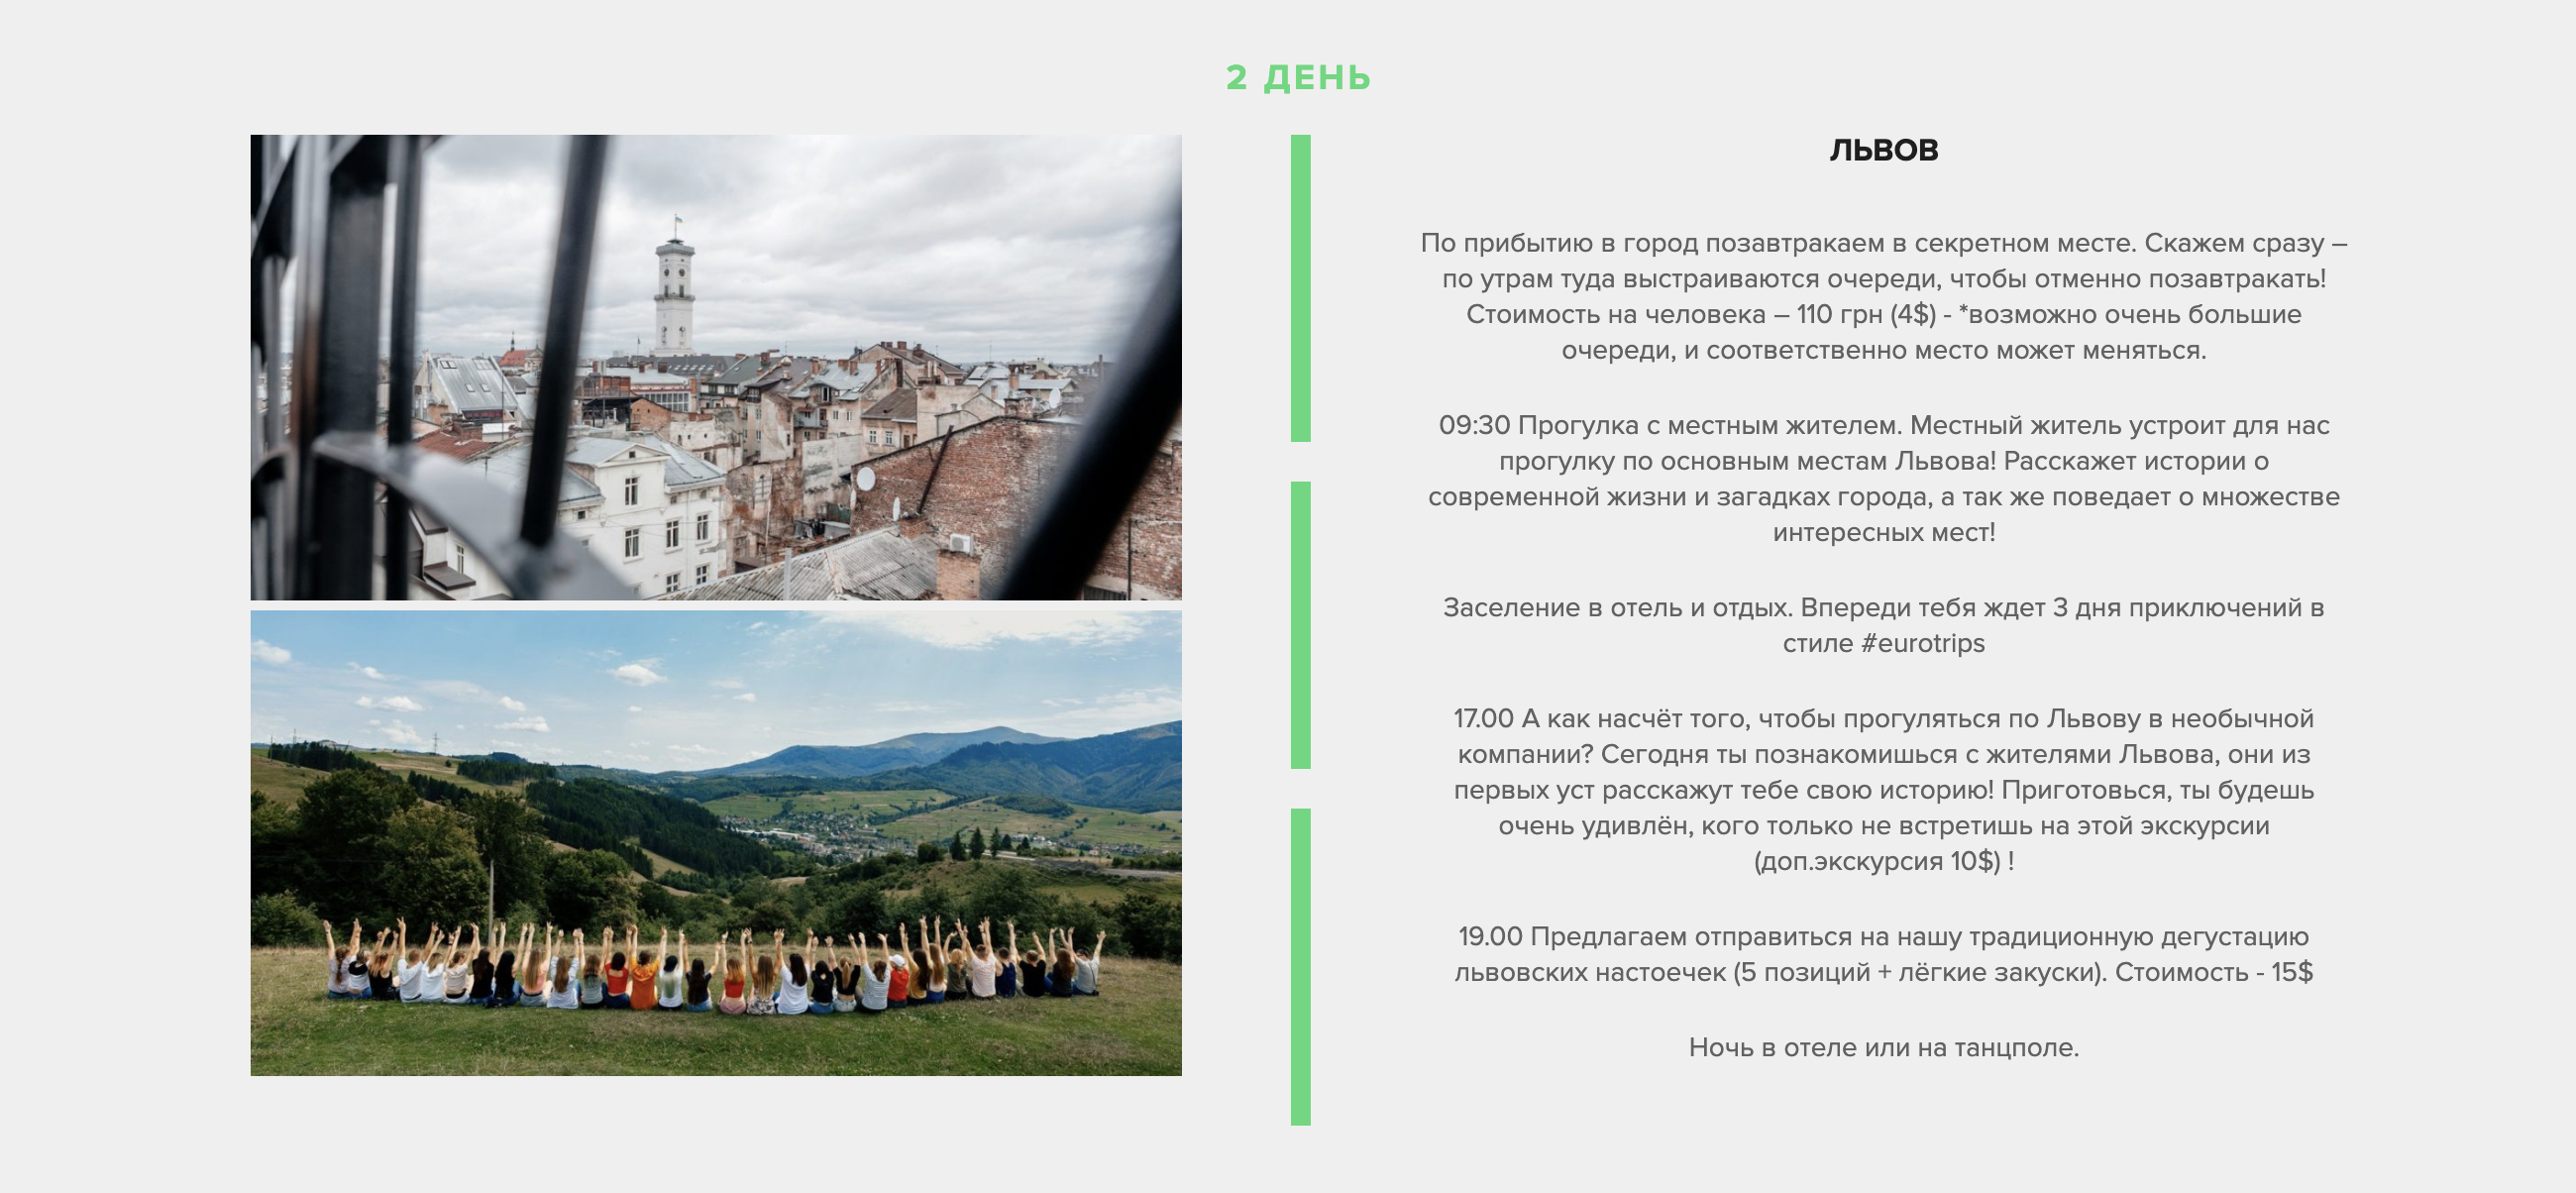 2 ДЕНЬ
ЛЬВОВ
По прибытию в город позавтракаем в секретном месте. Скажем сразу –
по утрам туда выстраиваются очереди, чтобы отменно позавтракать!
Стоимость на человека – 110 грн (4$) - *возможно очень большие
очереди, и соответственно место может меняться.
09:30 Прогулка с местным жителем. Местный житель устроит для нас
прогулку по основным местам Львова! Расскажет истории о
современной жизни и загадках города, а так же поведает о множестве
интересных мест!
Заселение в отель и отдых. Впереди тебя ждет 3 дня приключений в
стиле #eurotrips
17.00 А как насчёт того, чтобы прогуляться по Львову в необычной
компании? Сегодня ты познакомишься с жителями Львова, они из
первых уст расскажут тебе свою историю! Приготовься, ты будешь
очень удивлён, кого только не встретишь на этой экскурсии
(доп.экскурсия 10$) !
19.00 Предлагаем отправиться на нашу традиционную дегустацию
львовских настоечек (5 позиций + лёгкие закуски). Стоимость - 15$
Ночь в отеле или на танцполе.